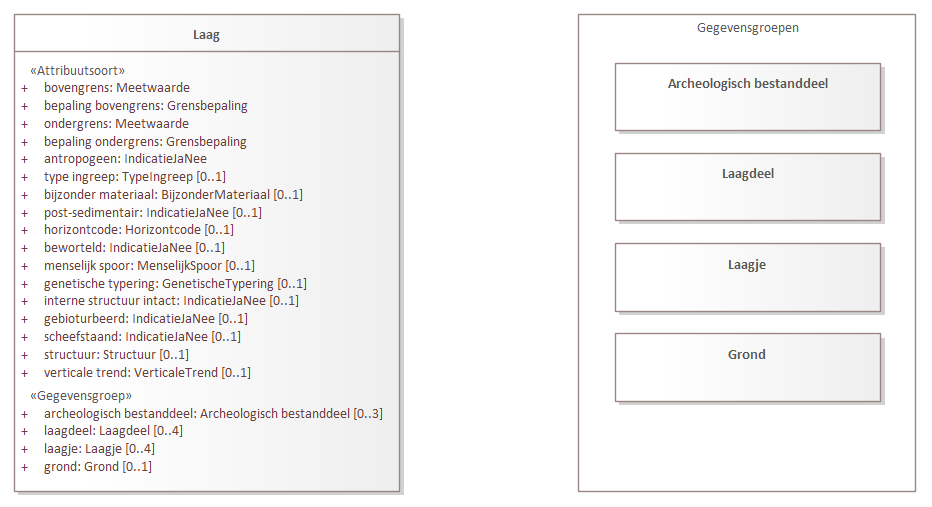 Laag
«Attribuutsoort»
+ bovengrens: Meetwaarde
+ bepaling bovengrens: Grensbepaling
+ ondergrens: Meetwaarde
+ bepaling ondergrens: Grensbepaling
+ antropogeen: IndicatieJaNee
+ type ingreep: TypeIngreep [0..1]
+ bijzonder materiaal: BijzonderMateriaal [0..1]
+ post-sedimentair: IndicatieJaNee [0..1]
+ horizontcode: Horizontcode [0..1]
+ beworteld: IndicatieJaNee [0..1]
+ menselijk spoor: MenselijkSpoor [0..1]
+ genetische typering: GenetischeTypering [0..1]
+ interne structuur intact: IndicatieJaNee [0..1]
+ gebioturbeerd: IndicatieJaNee [0..1]
+ scheefstaand: IndicatieJaNee [0..1]
+ structuur: Structuur [0..1]
+ verticale trend: VerticaleTrend [0..1]
«Gegevensgroep»
+ archeologisch bestanddeel: Archeologisch bestanddeel [0..3]
+ laagdeel: Laagdeel [0..4]
+ laagje: Laagje [0..4]
+ grond: Grond [0..1]
Gegevensgroepen
Archeologisch bestanddeel
Laagdeel
Laagje
Grond